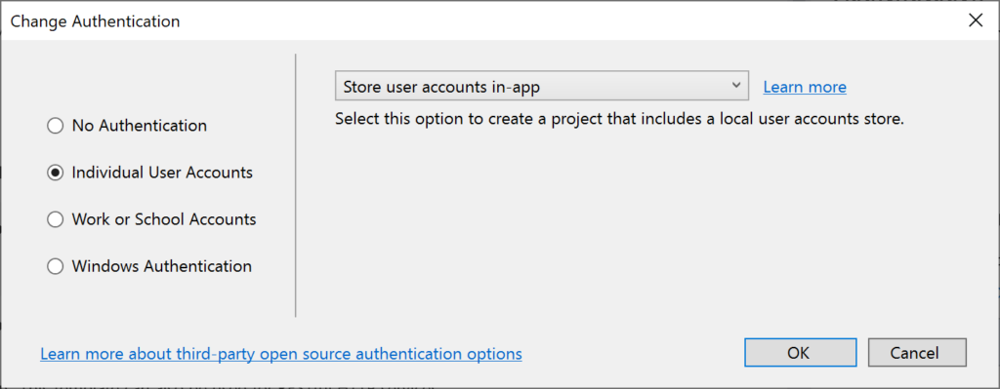 Change Authentication
Store user accounts in-app
Learn more
Select this option to create a project that includes a local user accounts store.
No Authentication
Individual User Accounts
Work or School Accounts
Windows Authentication
Learn more about third-party open source authentication options
OK
Cancel